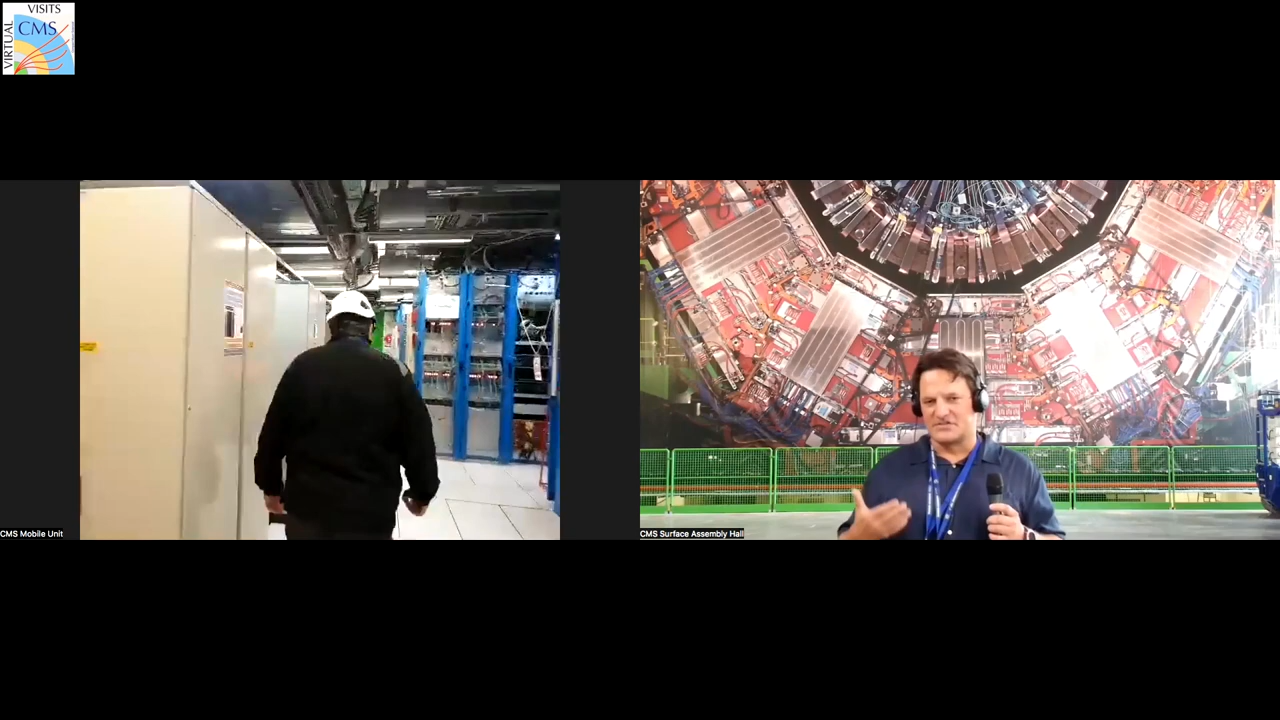 VISITS
CMS
VIRTUAL
CMS Mobile Unit
CMS Surface Assembly Hall